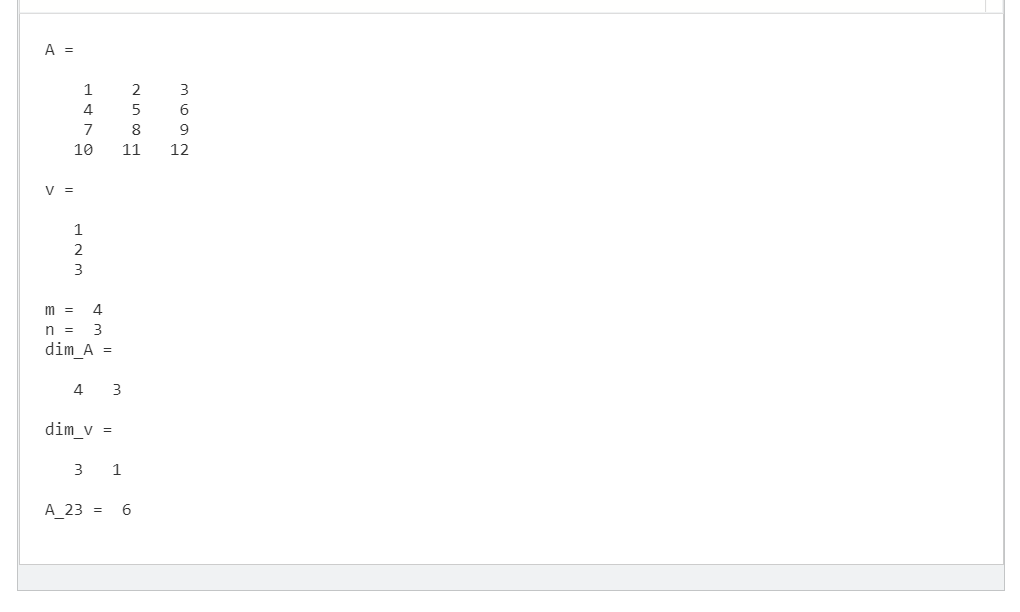 A =
1 2 3
4 5 6
7 8 9
10 11 12
v =
1
2
3
m = 4
n = 3
dim_A =
4 3
dim_v =
3 1
A_23 = 6